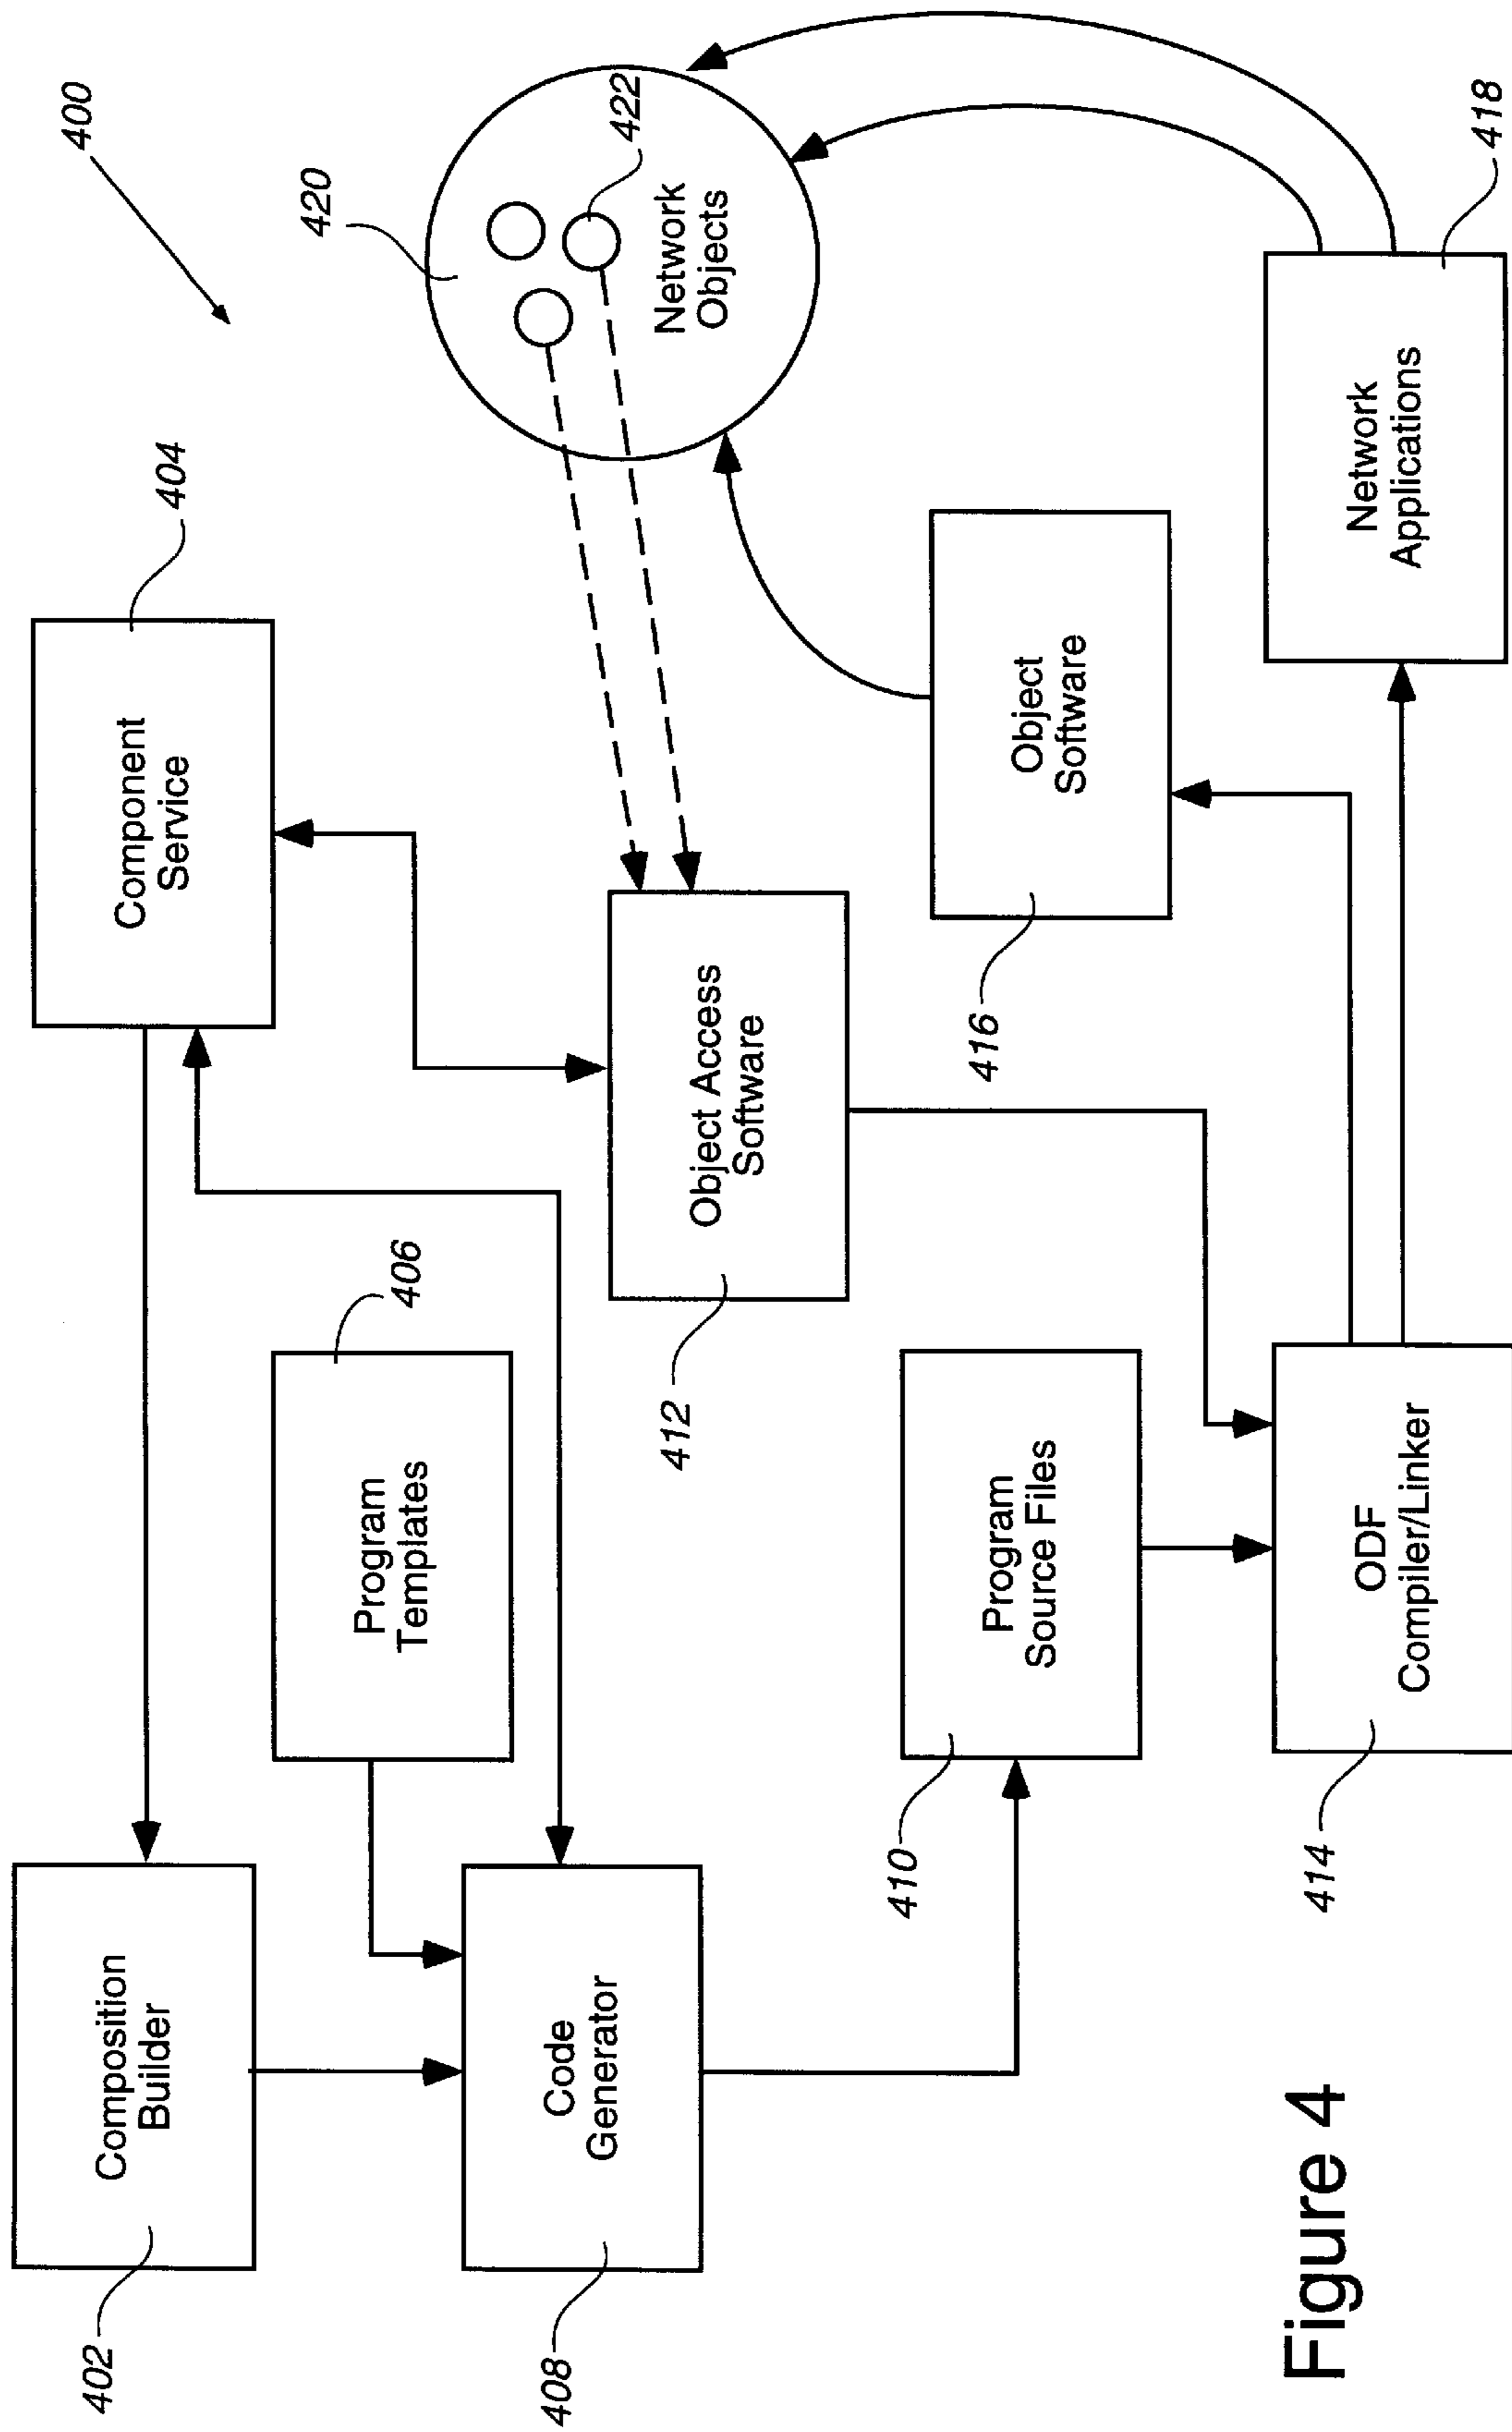 400
402
Composition
Builder
Component
Service
404
406
Program
Templates
420
422
Network
Objects
408
Code
Generator
412
Object Access
Software
410
Program
Source Files
416
Object
Software
414
ODF
Compiler/Linker
Network
Applications
418
Figure 4